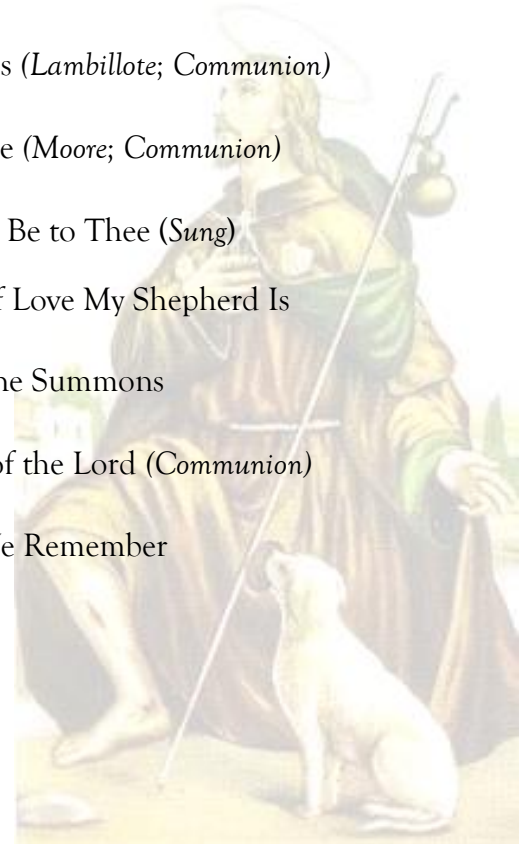 s (Lambillote; Communion)
e (Moore; Communion)
Be to Thee (Sung)
f Love My Shepherd Is
he Summons
of the Lord (Communion)
e Remember